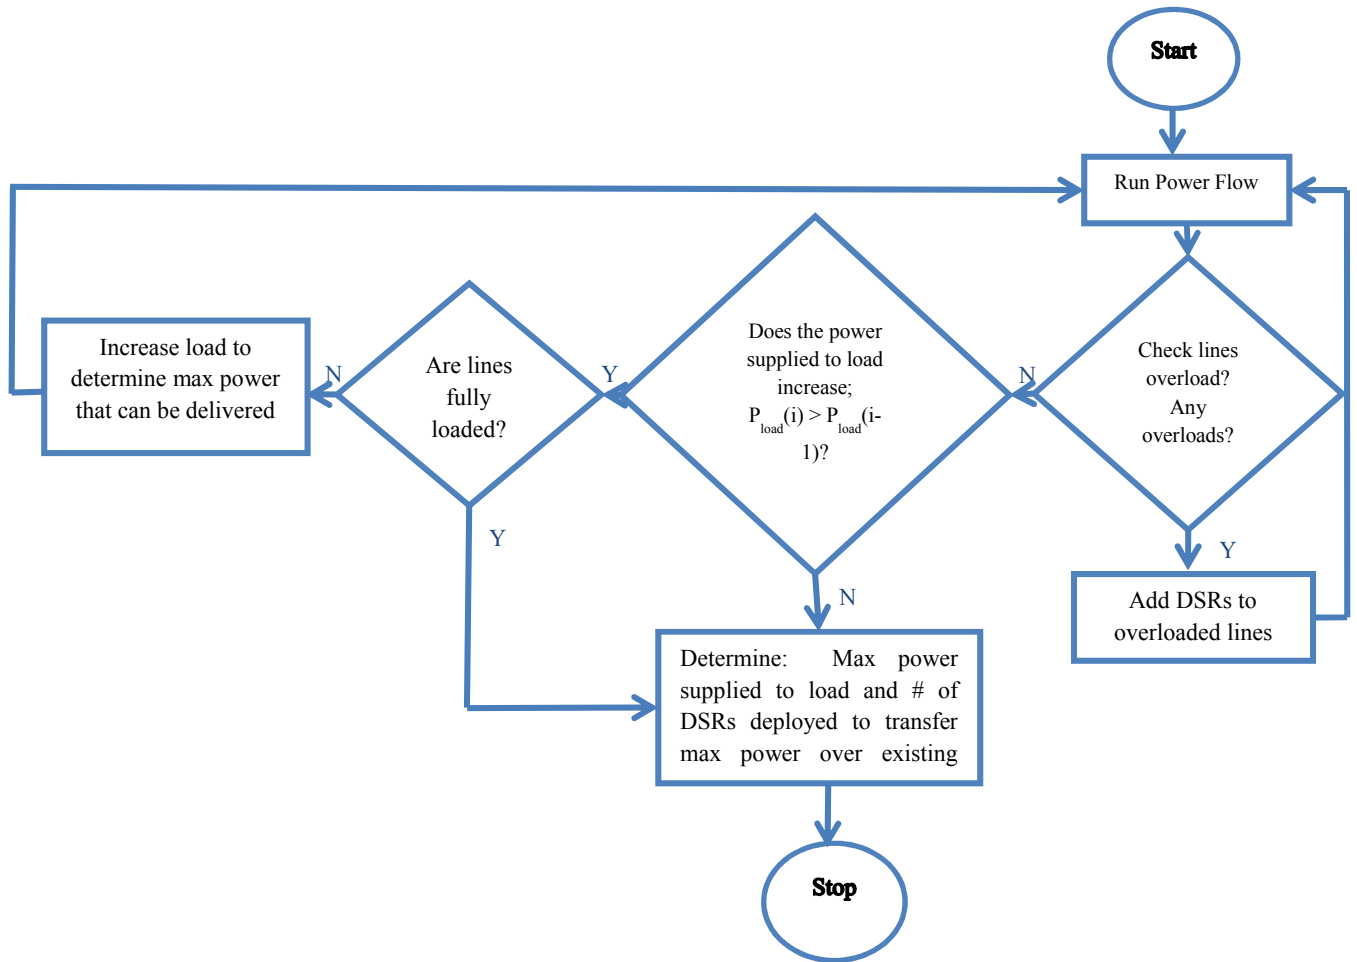 Start
Run Power Flow
Check lines
overload?
Any
overloads?
N
Y
Add DSRs to
overloaded lines
Does the power
supplied to load
increase;
P_load(i) > P_load(i-
1)?
Y
N
Are lines
fully
loaded?
N
Y
Increase load to
determine max power
that can be delivered
Determine: Max power
supplied to load and # of
DSRs deployed to transfer
max power over existing
Stop